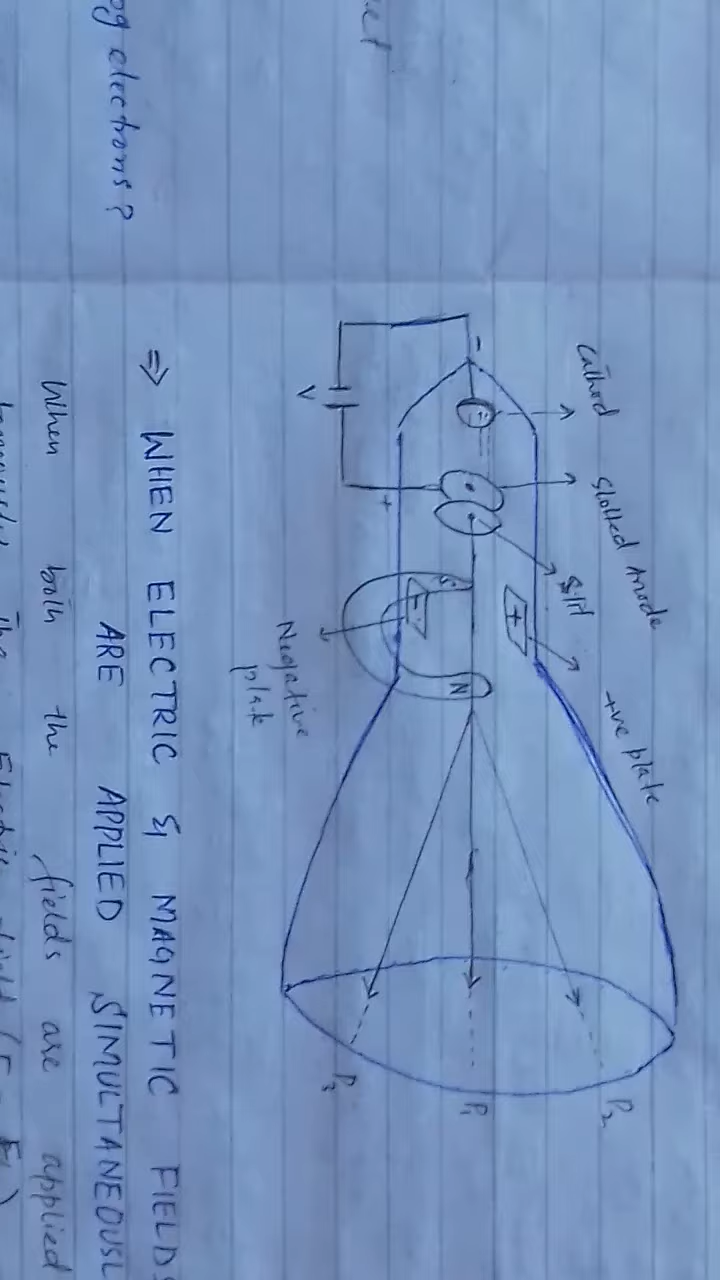 og electrons?
Cathod
Slotted Anode
Slit
+ve plate
-
V
+
+
-
S
N
Negative
plate
P2
P1
P3
⇒ WHEN ELECTRIC & MAGNETIC FIELDS
ARE APPLIED SIMULTANEOUSL
When both the fields are applied